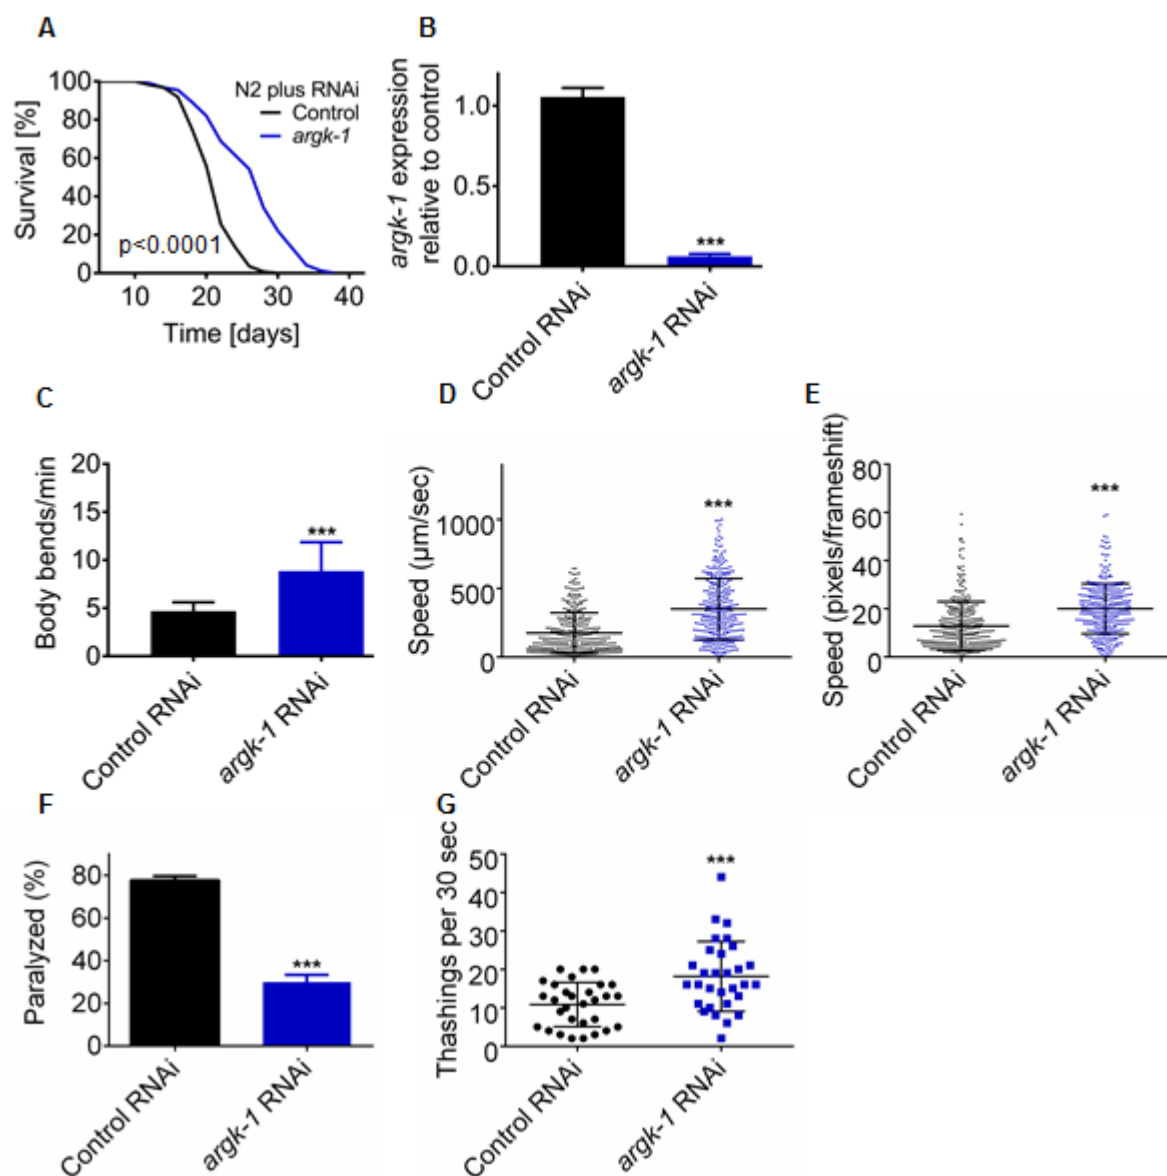 A
Survival [%]
100
80
60
40
20
0
N2 plus RNAi
Control
argk-1
p<0.0001
10 20 30 40
Time [days]
B
argk-1 expression
relative to control
1.0
0.5
0.0
***
Control RNAi
argk-1 RNAi
C
Body bends/min
20
15
10
5
0
***
Control RNAi
argk-1 RNAi
D
Speed (µm/sec)
1000
500
0
***
Control RNAi
argk-1 RNAi
E
Speed (pixels/frameshift)
80
60
40
20
0
***
Control RNAi
argk-1 RNAi
F
Paralyzed (%)
80
60
40
20
0
***
Control RNAi
argk-1 RNAi
G
Thashings per 30 sec
50
40
30
20
10
0
***
Control RNAi
argk-1 RNAi